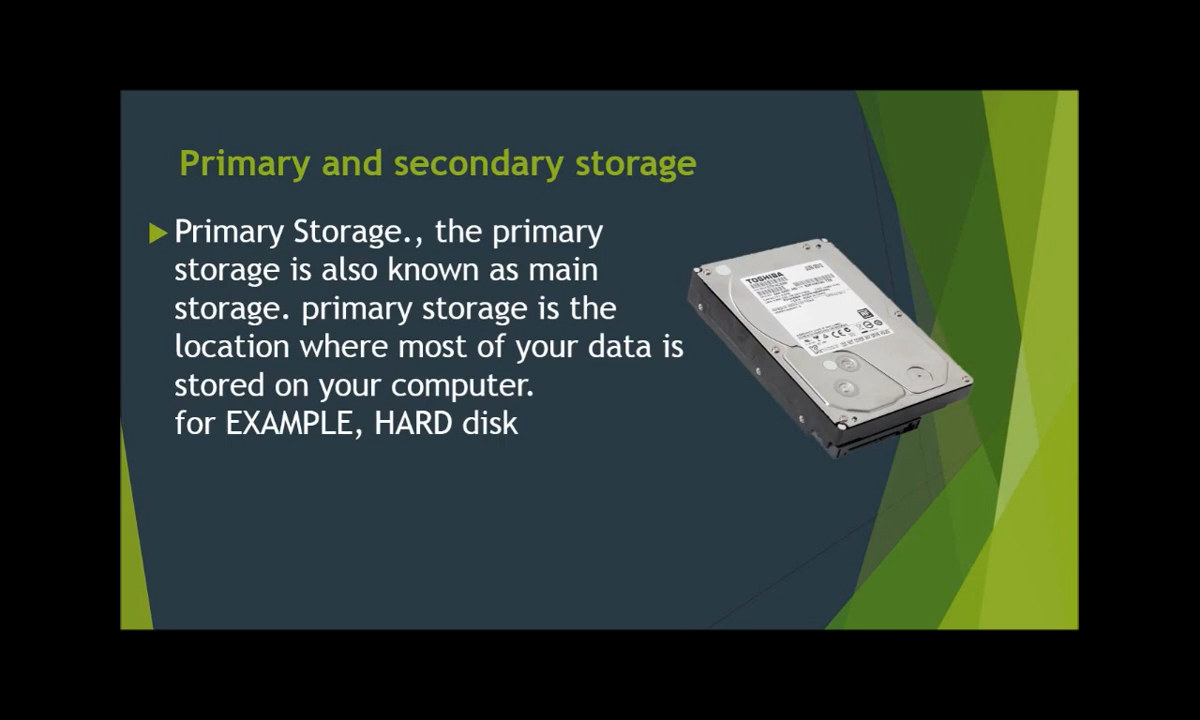 Primary and secondary storage
Primary Storage., the primary
storage is also known as main
storage. primary storage is the
location where most of your data is
stored on your computer.
for EXAMPLE, HARD disk
TOSHIBA